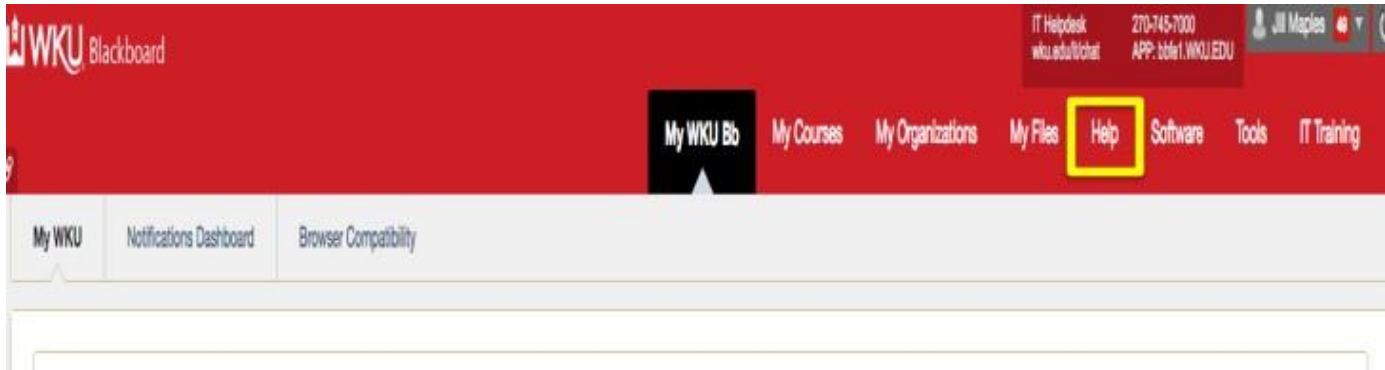 WKU Blackboard
IT Helpdesk 270-745-7000
wku.edu/it/chat APP: bbfe1.WKU.EDU
Jill Maples
My WKU Bb My Courses My Organizations My Files Help Software Tools IT Training
My WKU Notifications Dashboard Browser Compatibility